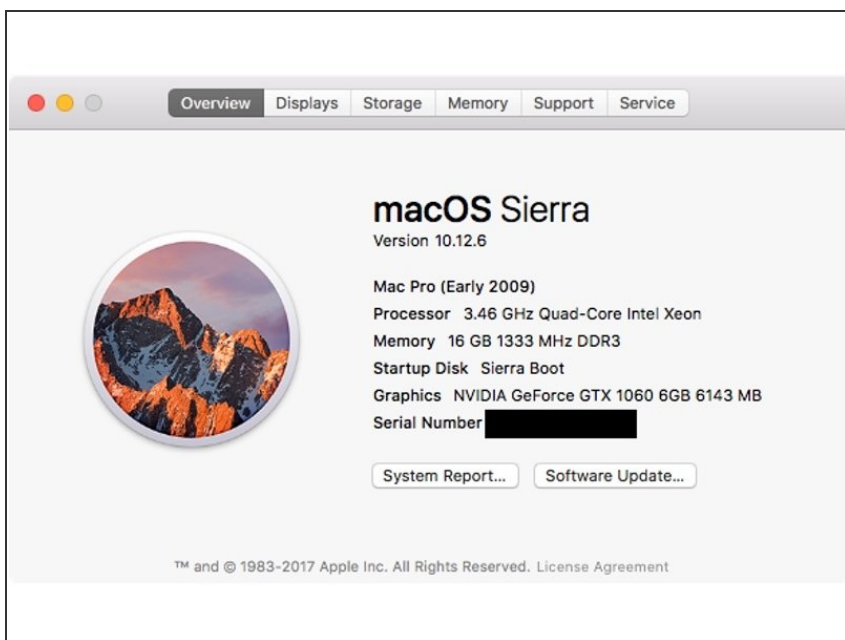 Overview Displays Storage Memory Support Service
macOS Sierra
Version 10.12.6
Mac Pro (Early 2009)
Processor 3.46 GHz Quad-Core Intel Xeon
Memory 16 GB 1333 MHz DDR3
Startup Disk Sierra Boot
Graphics NVIDIA GeForce GTX 1060 6GB 6143 MB
Serial Number
System Report... Software Update...
™ and © 1983-2017 Apple Inc. All Rights Reserved. License Agreement